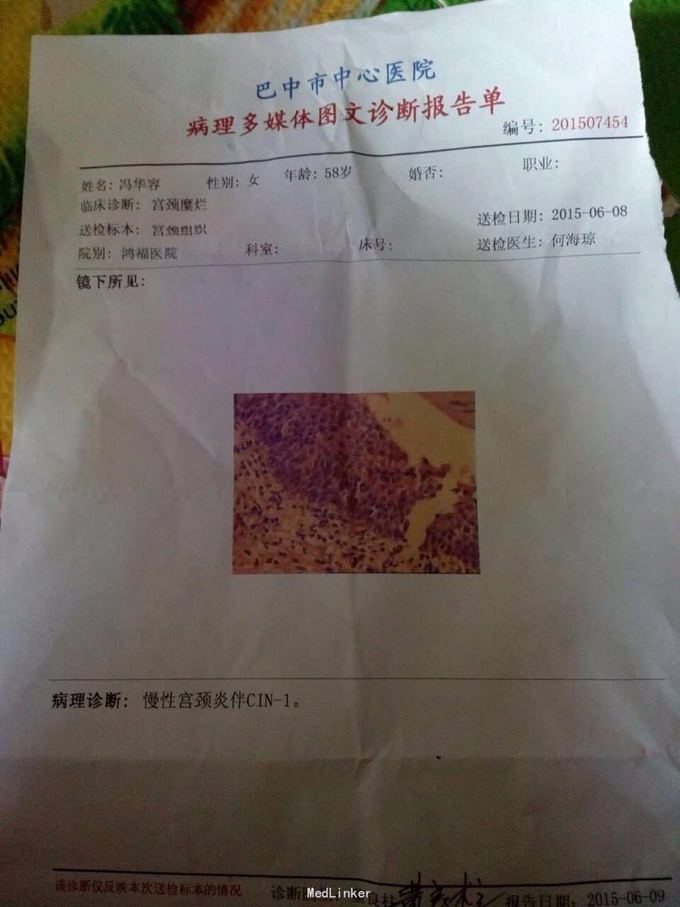 巴中市中心医院
病理多媒体图文诊断报告单
编号: 201507454
姓名: 冯华容 性别: 女 年龄: 58岁 婚否: 职业:
临床诊断: 宫颈糜烂
送检标本: 宫颈组织 送检日期: 2015-06-08
院别: 鸿福医院 科室: 床号: 送检医生: 何海琼
镜下所见:
病理诊断: 慢性宫颈炎伴CIN-1。
该诊断仅反映本次送检标本的情况 诊断医 报告日期: 2015-06-09
MedLinker